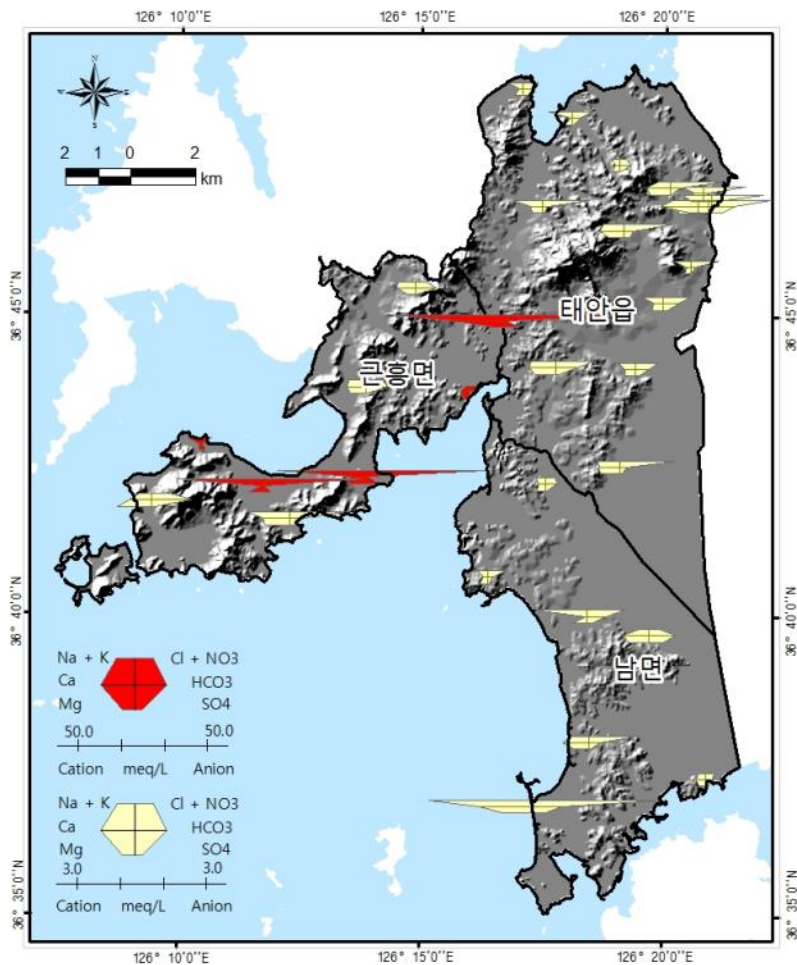 126° 10'0"E 126° 15'0"E 126° 20'0"E
N
W E
S
2 1 0 2
km
36° 45'0"N 36° 45'0"N
태안읍
근흥면
36° 40'0"N 36° 40'0"N
남면
Na + K Cl + NO3
Ca HCO3
Mg SO4
50.0 50.0
Cation meq/L Anion
Na + K Cl + NO3
Ca HCO3
Mg SO4
3.0 3.0
Cation meq/L Anion
36° 35'0"N 36° 35'0"N
126° 10'0"E 126° 15'0"E 126° 20'0"E